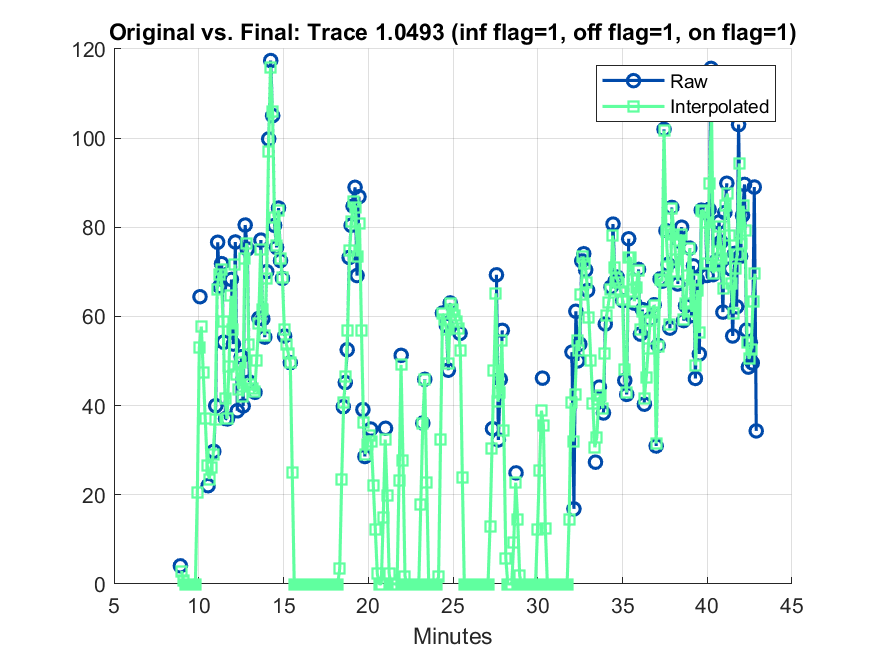 Original vs. Final: Trace 1.0493 (inf flag=1, off flag=1, on flag=1)
120
100
80
60
40
20
0
Raw
Interpolated
5 10 15 20 25 30 35 40 45
Minutes